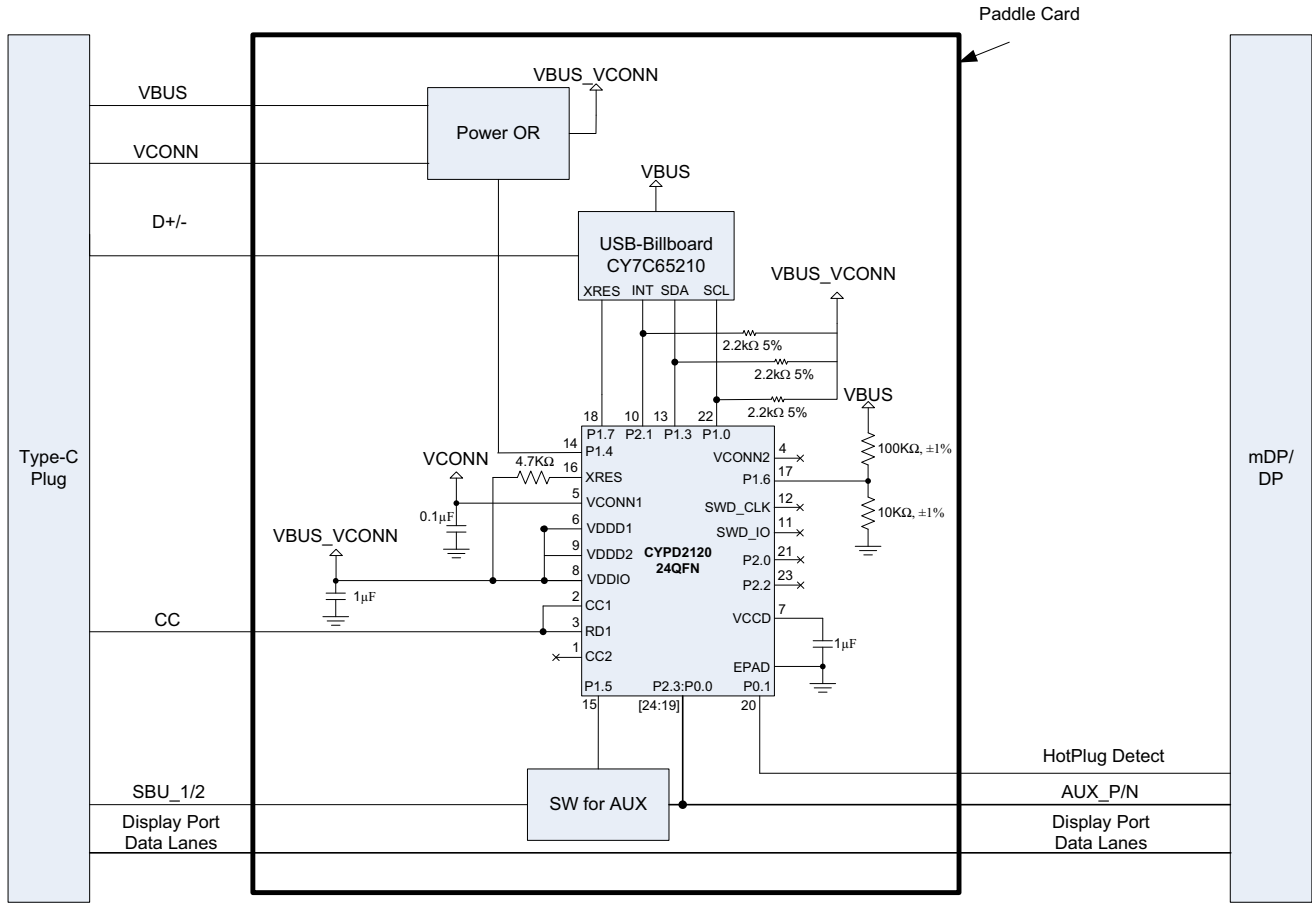 Paddle Card
VBUS_VCONN
VBUS
Power OR
VCONN
VBUS
D+/-
USB-Billboard
CY7C65210
VBUS_VCONN
XRES INT SDA SCL
2.2kΩ 5%
2.2kΩ 5%
VBUS
2.2kΩ 5%
18 10 13 22
P1.7 P2.1 P1.3 P1.0
14
P1.4
4
VCONN2
100KΩ, ±1%
Type-C
Plug
VCONN
4.7KΩ
16
XRES
17
P1.6
mDP/
DP
5
VCONN1
12
SWD_CLK
10KΩ, ±1%
0.1µF
6
VDDD1
11
SWD_IO
VBUS_VCONN
9
VDDD2
CYPD2120
24QFN
21
P2.0
8
VDDIO
23
P2.2
1µF
2
CC1
7
VCCD
CC
3
RD1
1µF
1
CC2
EPAD
P1.5 P2.3:P0.0 P0.1
15 [24:19] 20
HotPlug Detect
SBU_1/2
SW for AUX
AUX_P/N
Display Port
Data Lanes
Display Port
Data Lanes